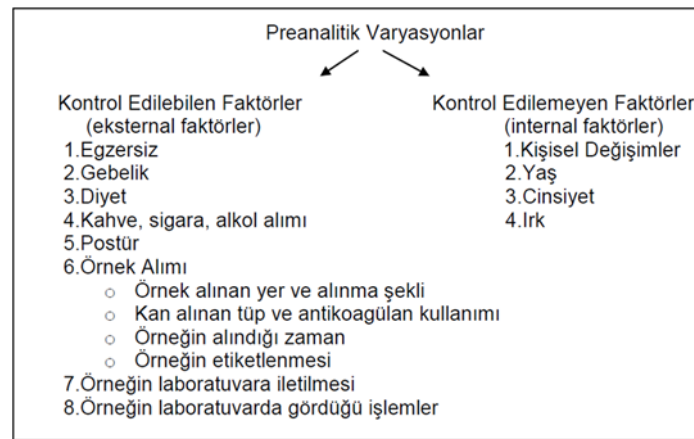 Preanalitik Varyasyonlar
Kontrol Edilebilen Faktörler
(eksternal faktörler)
1.Egzersiz
2.Gebelik
3.Diyet
4.Kahve, sigara, alkol alımı
5.Postür
6.Örnek Alımı
○ Örnek alınan yer ve alınma şekli
○ Kan alınan tüp ve antikoagülan kullanımı
○ Örneğin alındığı zaman
○ Örneğin etiketlenmesi
7.Örneğin laboratuvara iletilmesi
8.Örneğin laboratuvarda gördüğü işlemler
Kontrol Edilemeyen Faktörler
(internal faktörler)
1.Kişisel Değişimler
2.Yaş
3.Cinsiyet
4.Irk